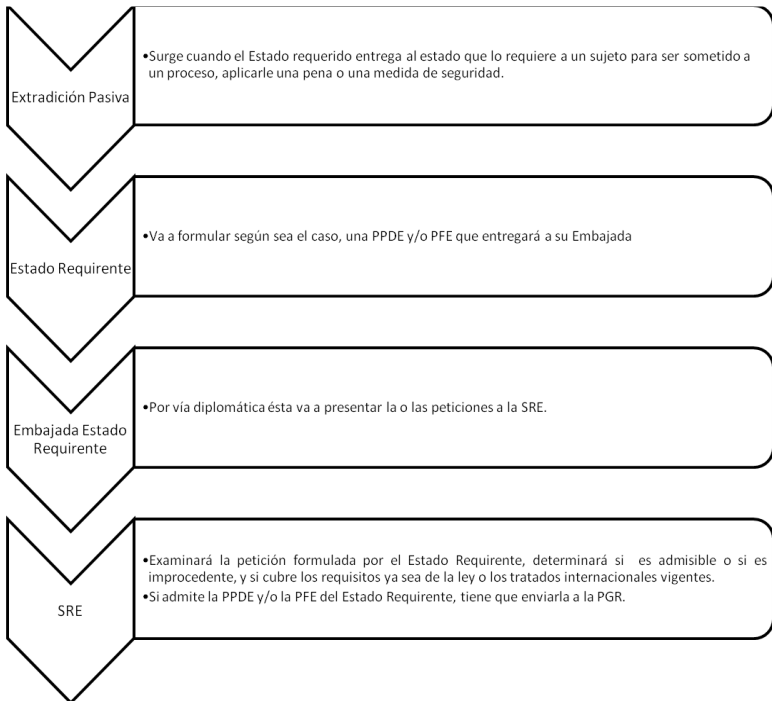 Extradición Pasiva
•Surge cuando el Estado requerido entrega al estado que lo requiere a un sujeto para ser sometido a
un proceso, aplicarle una pena o una medida de seguridad.
Estado Requirente
•Va a formular según sea el caso, una PPDE y/o PFE que entregará a su Embajada
Embajada Estado
Requirente
•Por vía diplomática ésta va a presentar la o las peticiones a la SRE.
SRE
•Examinará la petición formulada por el Estado Requirente, determinará si es admisible o si es
improcedente, y si cubre los requisitos ya sea de la ley o los tratados internacionales vigentes.
•Si admite la PPDE y/o la PFE del Estado Requirente, tiene que enviarla a la PGR.